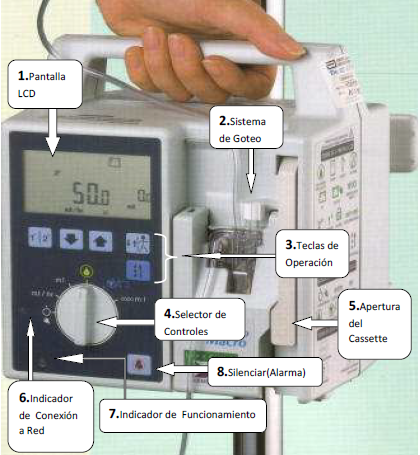 1.Pantalla
LCD
2.Sistema
de Goteo
50.0
3.Teclas de
Operación
ml
ml / hr
4.Selector de
Controles
5.Apertura
del
Cassette
Macro
8.Silenciar(Alarma)
6.Indicador
de Conexión
a Red
7.Indicador de Funcionamiento